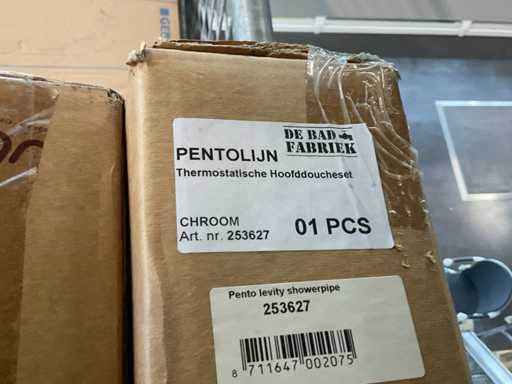 PENTOLIJN
DE BAD
FABRIEK
Thermostatische Hoofddoucheset
CHROOM
Art. nr. 253627
01 PCS
Pento levity showerpipe
253627
8 711647 002075